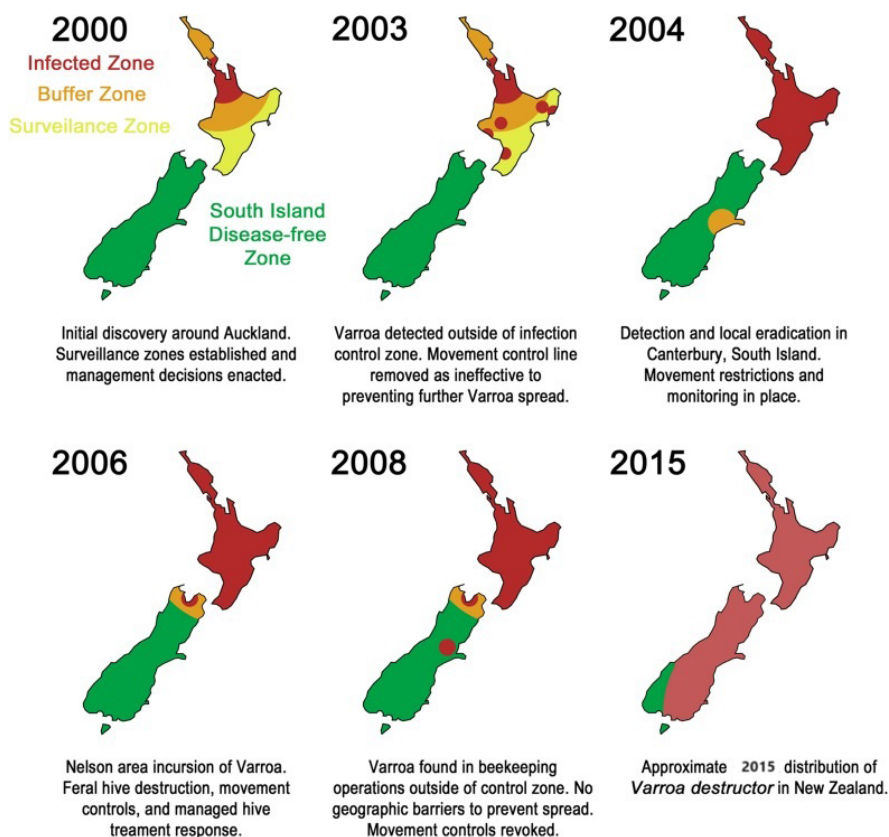 2000
Infected Zone
Buffer Zone
Surveilance Zone
South Island
Disease-free
Zone
Initial discovery around Auckland.
Surveillance zones established and
management decisions enacted.
2003
Varroa detected outside of infection
control zone. Movement control line
removed as ineffective to
preventing further Varroa spread.
2004
Detection and local eradication in
Canterbury, South Island.
Movement restrictions and
monitoring in place.
2006
Nelson area incursion of Varroa.
Feral hive destruction, movement
controls, and managed hive
treament response.
2008
Varroa found in beekeeping
operations outside of control zone. No
geographic barriers to prevent spread.
Movement controls revoked.
2015
Approximate 2015 distribution of
Varroa destructor in New Zealand.